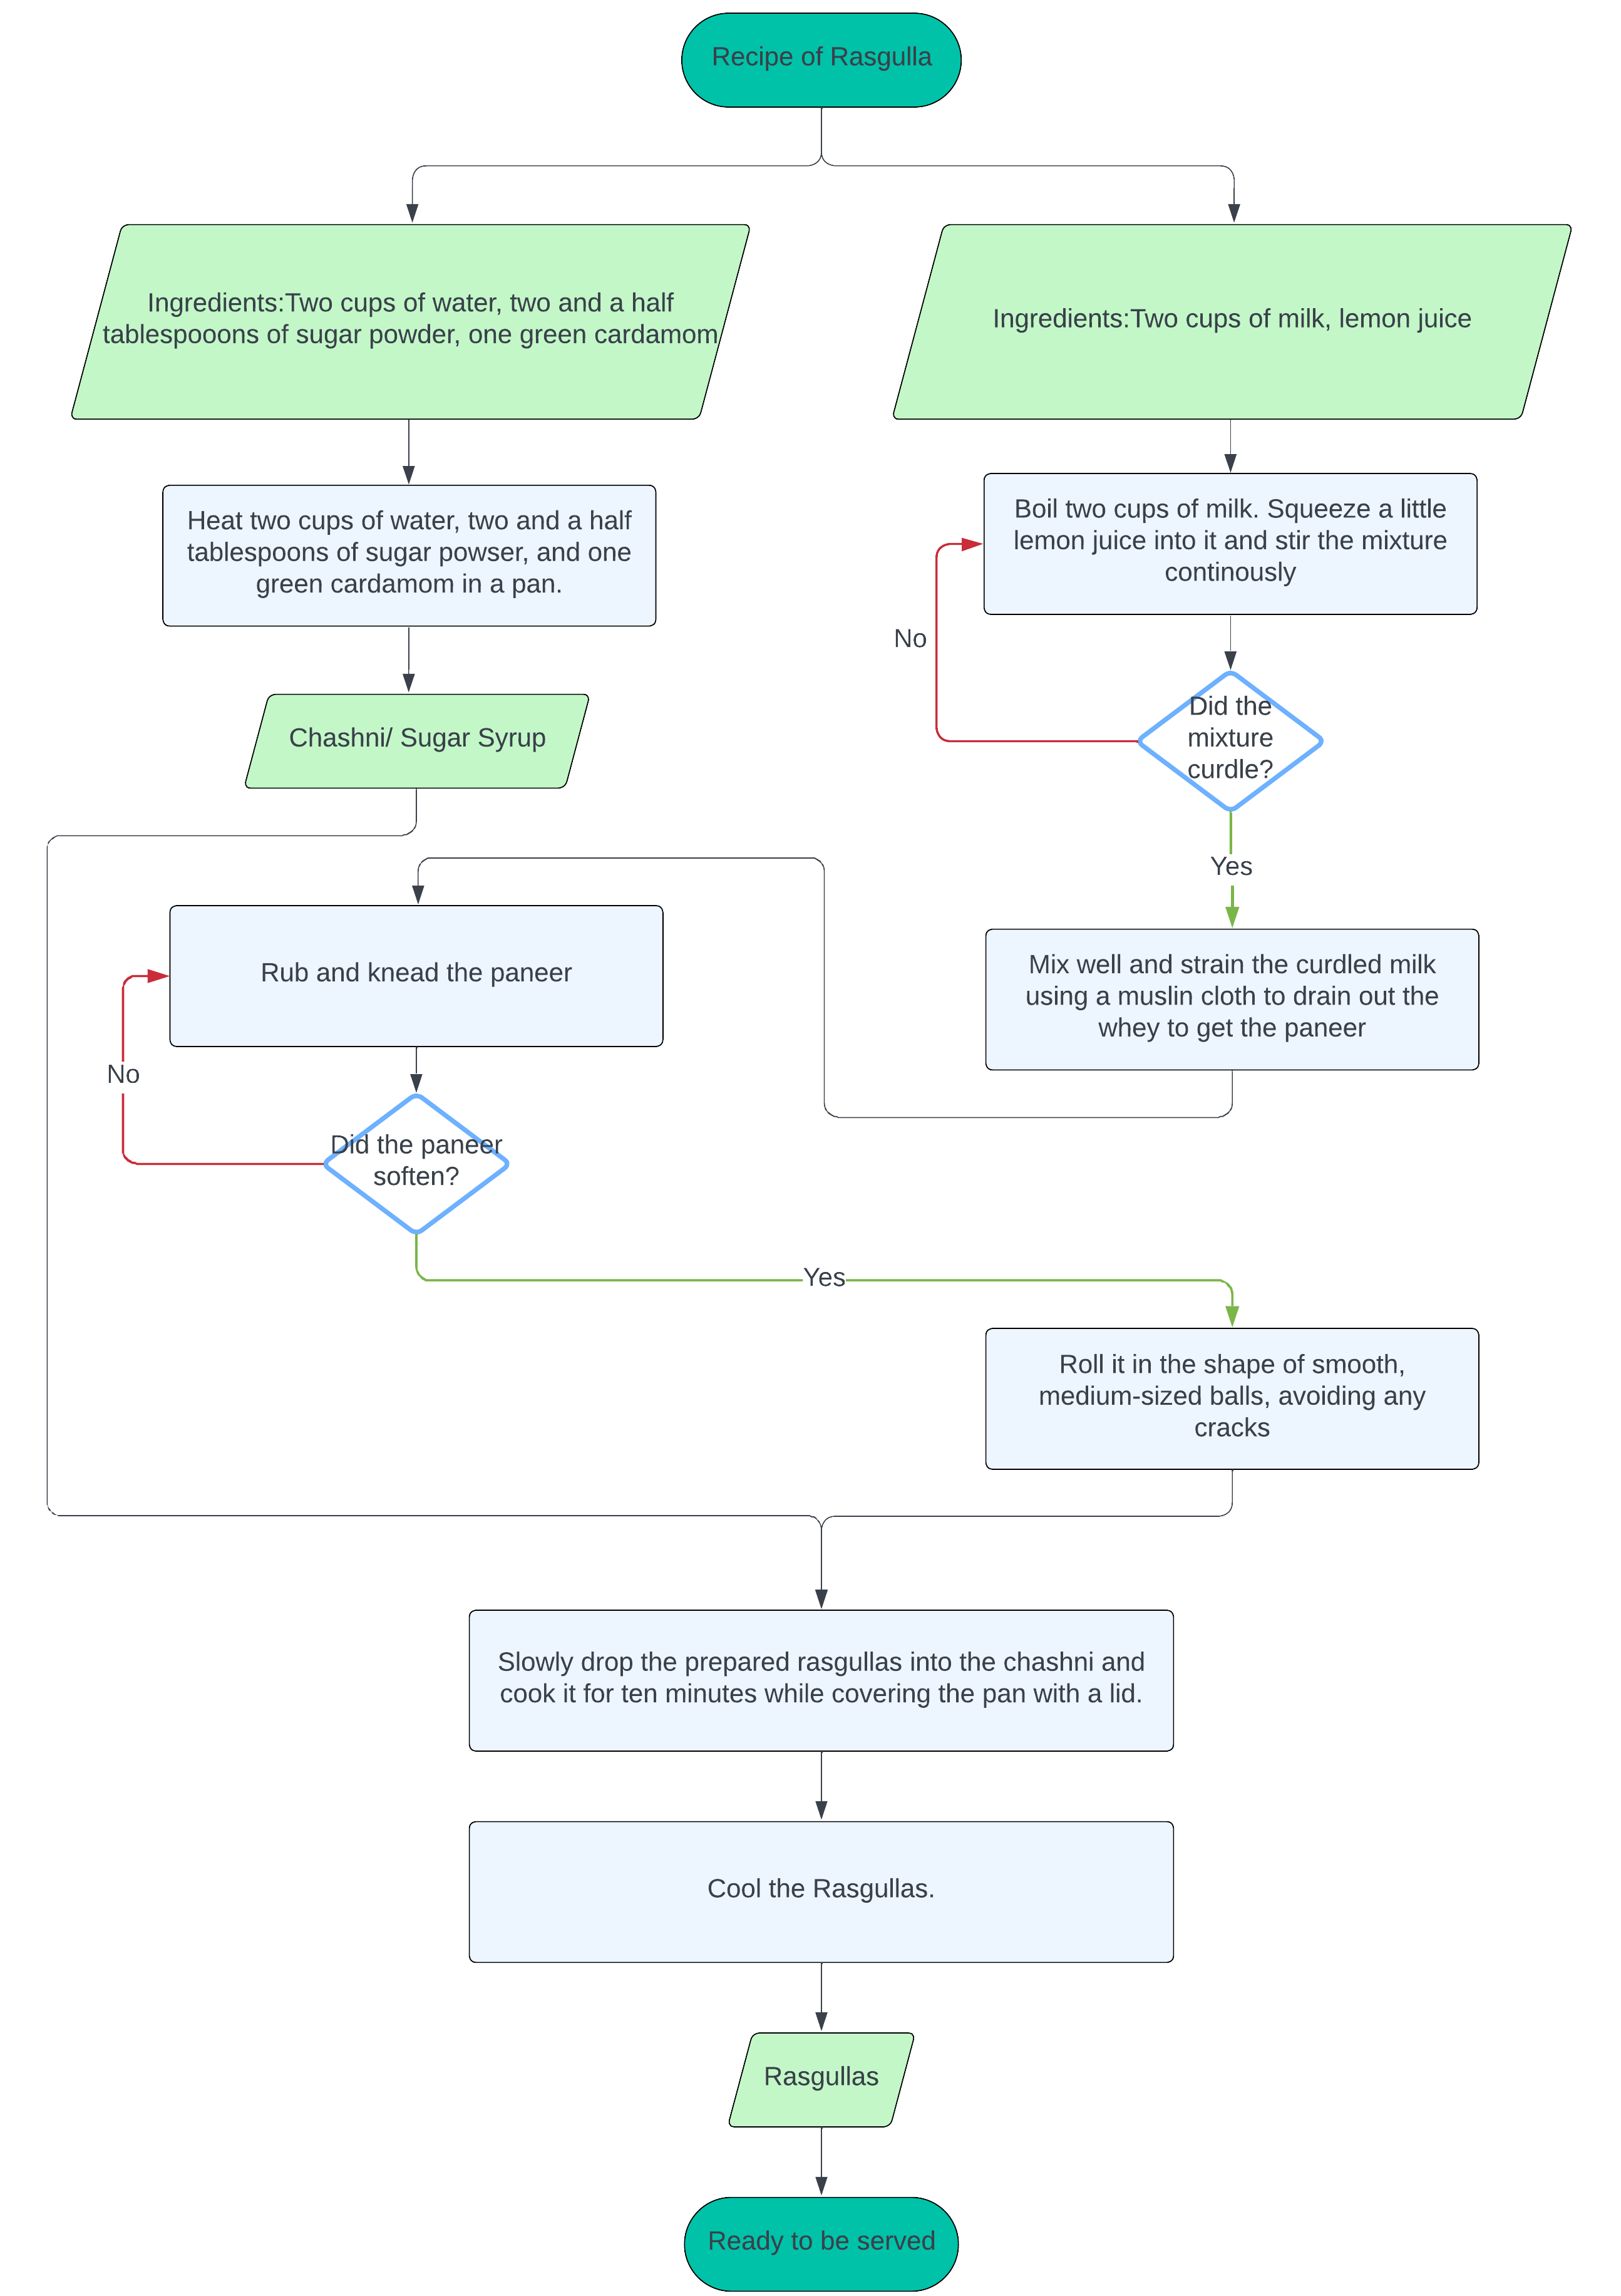 Recipe of Rasgulla
Ingredients:Two cups of water, two and a half
tablespooons of sugar powder, one green cardamom
Ingredients:Two cups of milk, lemon juice
Heat two cups of water, two and a half
tablespoons of sugar powser, and one
green cardamom in a pan.
Boil two cups of milk. Squeeze a little
lemon juice into it and stir the mixture
continously
No
Chashni/ Sugar Syrup
Did the
mixture
curdle?
Yes
Rub and knead the paneer
Mix well and strain the curdled milk
using a muslin cloth to drain out the
whey to get the paneer
No
Did the paneer
soften?
Yes
Roll it in the shape of smooth,
medium-sized balls, avoiding any
cracks
Slowly drop the prepared rasgullas into the chashni and
cook it for ten minutes while covering the pan with a lid.
Cool the Rasgullas.
Rasgullas
Ready to be served